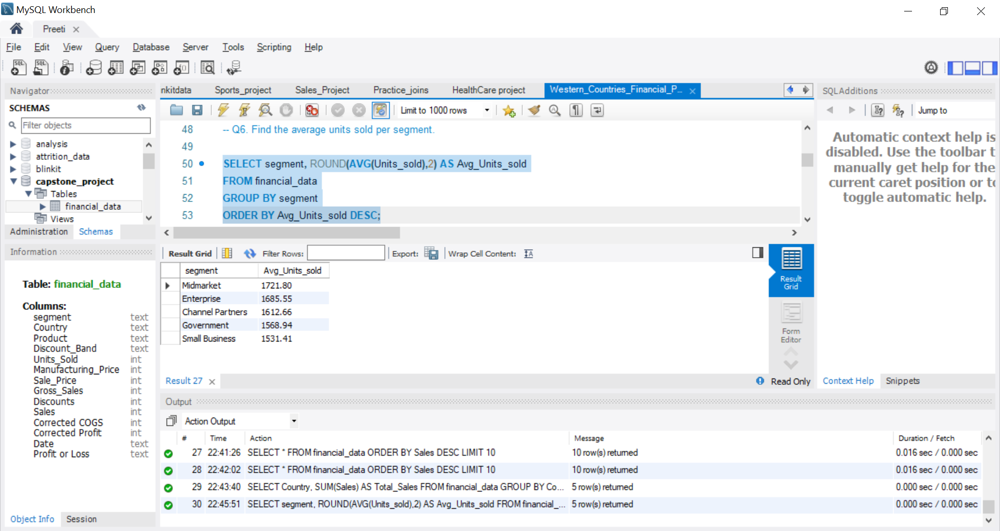 MySQL Workbench
Preeti
File Edit View Query Database Server Tools Scripting Help
Navigator
SCHEMAS
Filter objects
analysis
attrition_data
blinkit
capstone_project
Tables
financial_data
Views
Administration Schemas
Information
Table: financial_data
Columns:
segment text
Country text
Product text
Discount_Band text
Units_Sold int
Manufacturing_Price int
Sale_Price int
Gross_Sales int
Discounts int
Sales int
Corrected COGS int
Corrected Profit int
Date text
Profit or Loss text
Object Info Session
nkitdata Sports_project Sales_Project Practice_joins HealthCare project Western_Countries_Financial_P...
Limit to 1000 rows
48 -- Q6. Find the average units sold per segment.
49
50 SELECT segment, ROUND(AVG(Units_sold),2) AS Avg_Units_sold
51 FROM financial_data
52 GROUP BY segment
53 ORDER BY Avg_Units_sold DESC;
Result Grid Filter Rows: Export: Wrap Cell Content:
segment Avg_Units_sold
Midmarket 1721.80
Enterprise 1685.55
Channel Partners 1612.66
Government 1568.94
Small Business 1531.41
Result
Grid
Form
Editor
Result 27 Read Only
SQLAdditions
Jump to
Automatic context help is
disabled. Use the toolbar t
manually get help for the
current caret position or to
toggle automatic help.
Context Help Snippets
Output
Action Output
# Time Action Message Duration / Fetch
27 22:41:26 SELECT * FROM financial_data ORDER BY Sales DESC LIMIT 10 10 row(s) returned 0.016 sec / 0.000 sec
28 22:42:02 SELECT * FROM financial_data ORDER BY Sales DESC LIMIT 10 10 row(s) returned 0.016 sec / 0.000 sec
29 22:43:40 SELECT Country, SUM(Sales) AS Total_Sales FROM financial_data GROUP BY Co... 5 row(s) returned 0.000 sec / 0.000 sec
30 22:45:51 SELECT segment, ROUND(AVG(Units_sold),2) AS Avg_Units_sold FROM financial_... 5 row(s) returned 0.000 sec / 0.000 sec